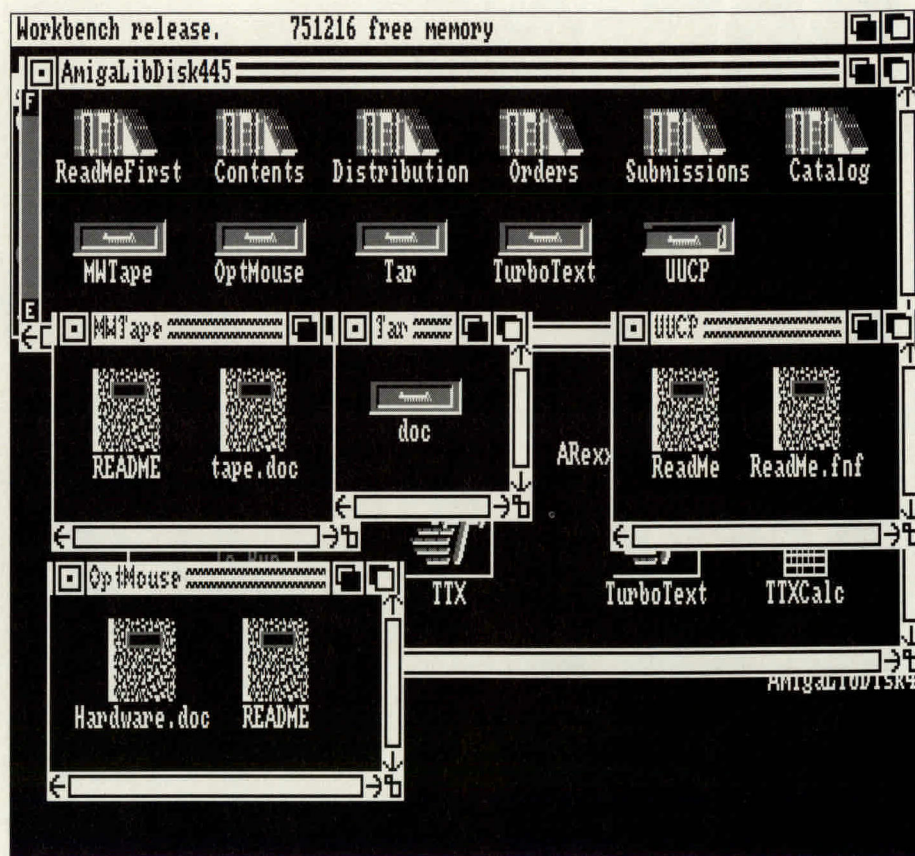 Workbench release. 751216 free memory
AmigaLibDisk445
F
ReadMeFirst Contents Distribution Orders Submissions Catalog
MWTape OptMouse Tar TurboText UUCP
E
MWTape Tar UUCP
README tape.doc doc ARexx ReadMe ReadMe.fnf
TTX TurboText TTXCalc
OptMouse
AmigaLibDisk4
Hardware.doc README